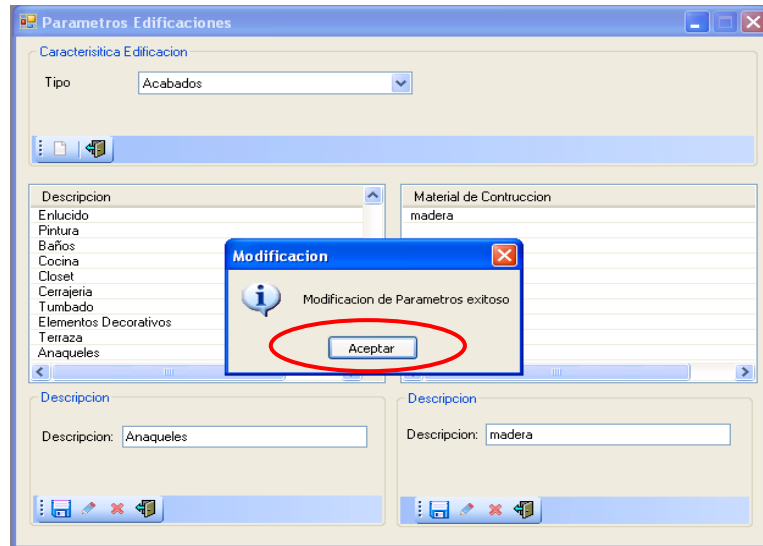 Parametros Edificaciones
Caracterisitica Edificacion
Tipo
Acabados
Descripcion
Material de Contruccion
Enlucido
madera
Pintura
Baños
Cocina
Closet
Cerrajeria
Tumbado
Elementos Decorativos
Terraza
Anaqueles
Modificacion
Modificacion de Parametros exitoso
Aceptar
Descripcion
Descripcion: Anaqueles
Descripcion
Descripcion: madera